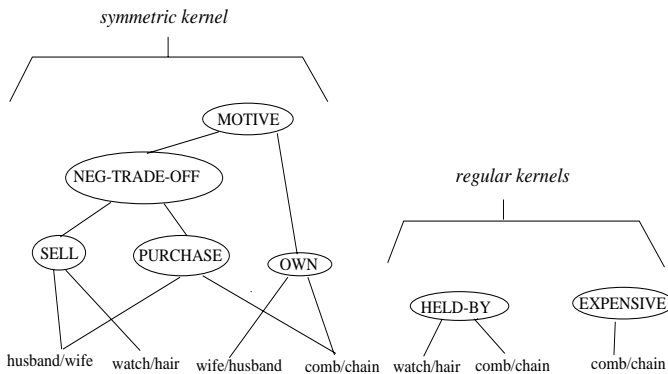 symmetric kernel
MOTIVE
NEG-TRADE-OFF
regular kernels
SELL
PURCHASE
OWN
HELD-BY
EXPENSIVE
husband/wife
watch/hair
wife/husband
comb/chain
watch/hair
comb/chain
comb/chain